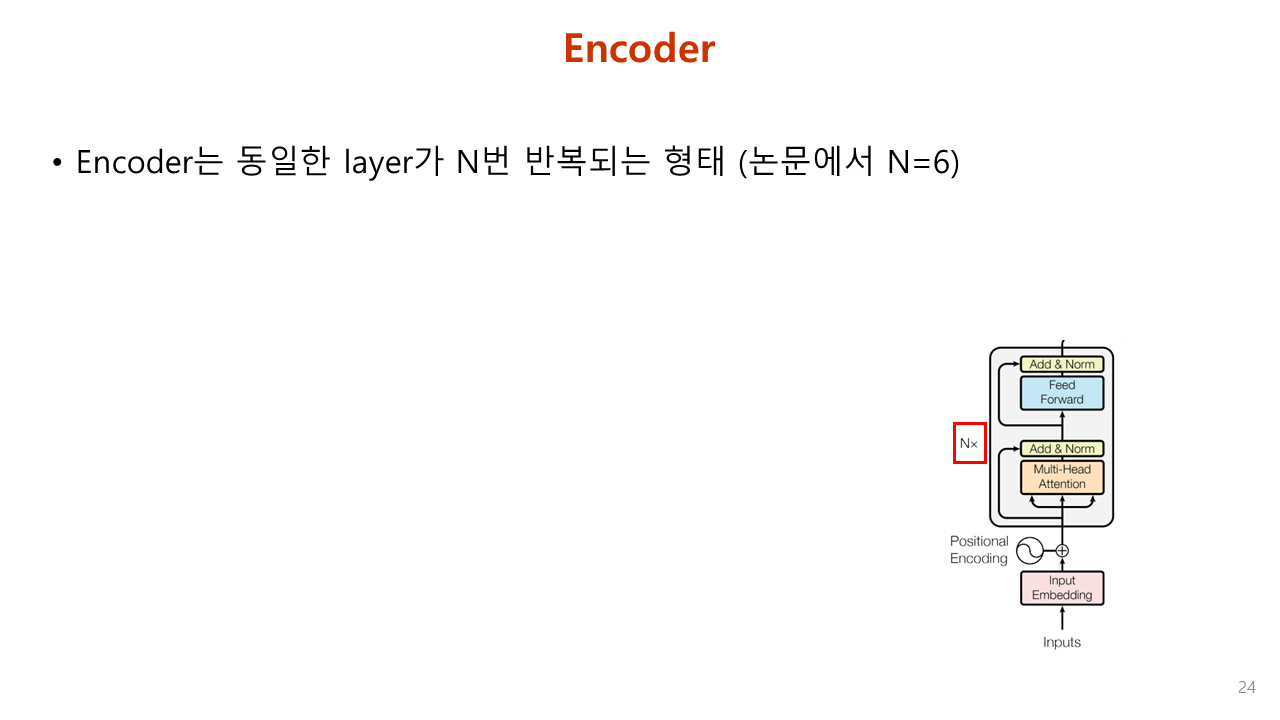 Encoder
• Encoder는 동일한 layer가 N번 반복되는 형태 (논문에서 N=6)
Add & Norm
Feed
Forward
N×
Add & Norm
Multi-Head
Attention
Positional
Encoding
Input
Embedding
Inputs
24